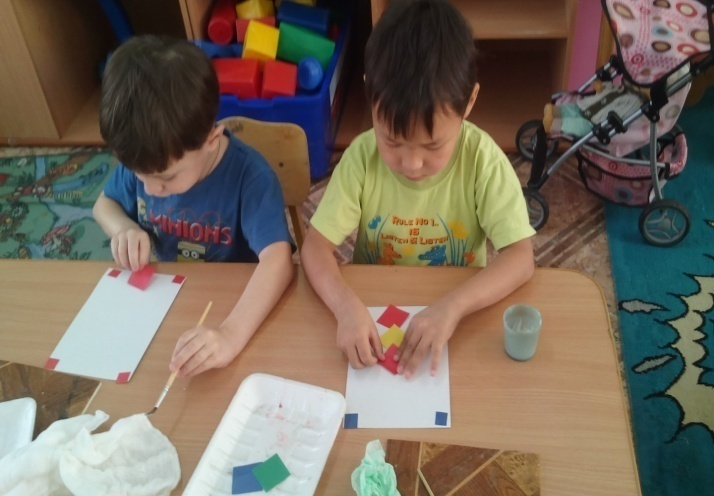 MINIONS
RULE NO 1..
IS
LISTEN & LISTEN